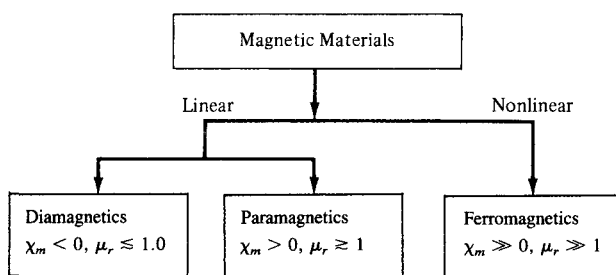 Magnetic Materials
Linear
Nonlinear
Diamagnetics
χₘ < 0, μᵣ ≲ 1.0
Paramagnetics
χₘ > 0, μᵣ ≳ 1
Ferromagnetics
χₘ ≫ 0, μᵣ ≫ 1